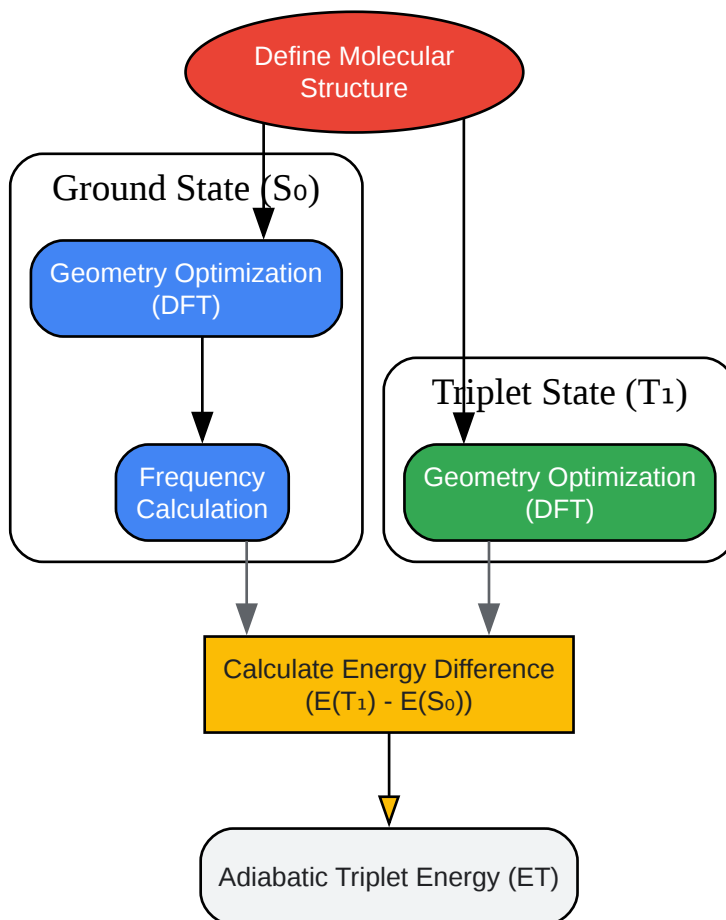 Define Molecular
Structure
Ground State (S₀)
Geometry Optimization
(DFT)
Triplet State (T₁)
Frequency
Calculation
Geometry Optimization
(DFT)
Calculate Energy Difference
(E(T₁) - E(S₀))
Adiabatic Triplet Energy (ET)